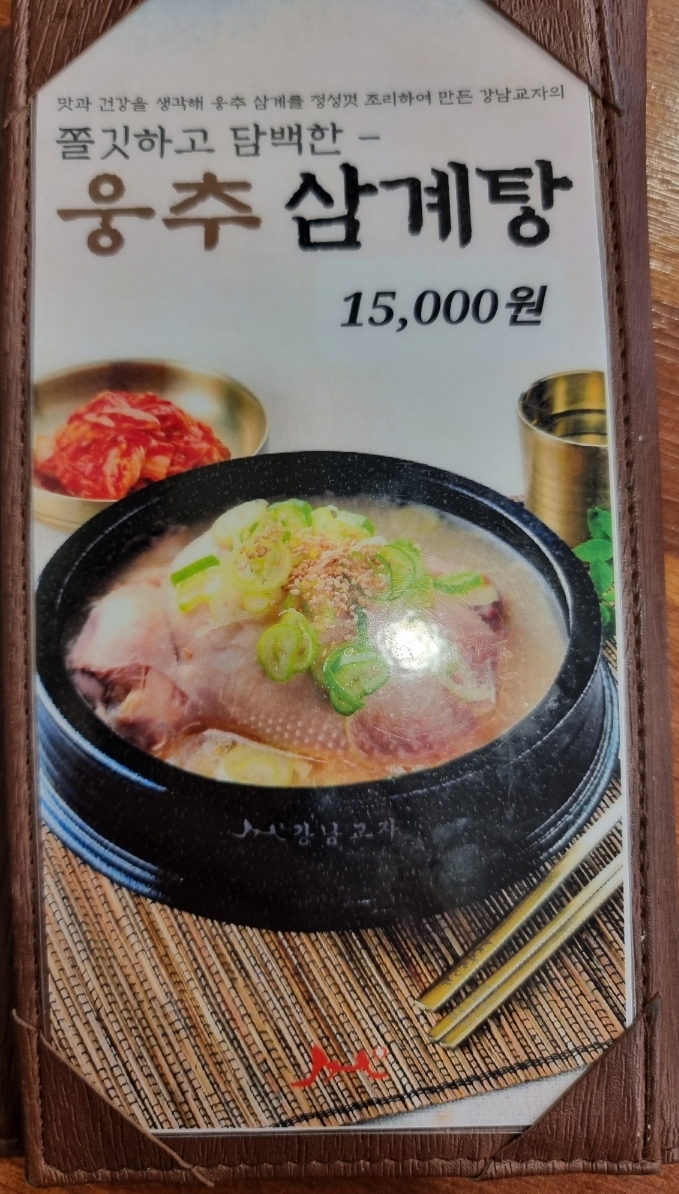 맛과 건강을 생각해 웅추 삼계를 정성껏 조리하여 만든 강남교자의
쫄깃하고 담백한 -
웅추 삼계탕
15,000원
강남교자